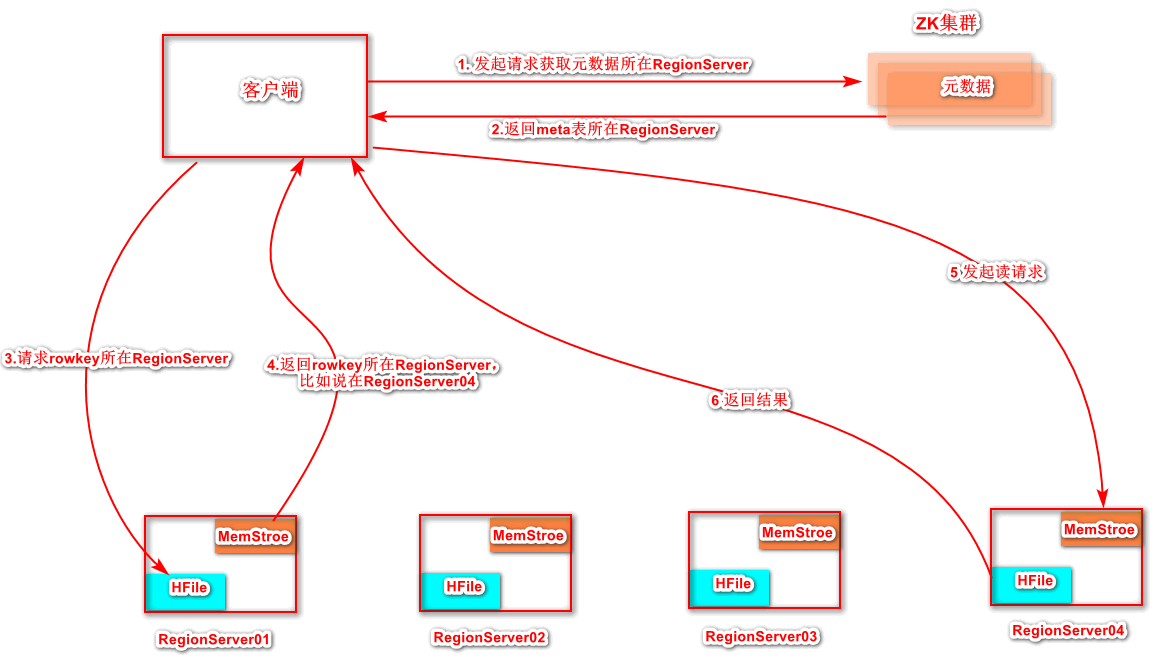 ZK集群
1. 发起请求获取元数据所在RegionServer
客户端
元数据
2.返回meta表所在RegionServer
5 发起读请求
3.请求rowkey所在RegionServer
4.返回rowkey所在RegionServer，
比如说在RegionServer04
6 返回结果
MemStroe
HFile
RegionServer01
MemStroe
HFile
RegionServer02
MemStroe
HFile
RegionServer03
MemStroe
HFile
RegionServer04